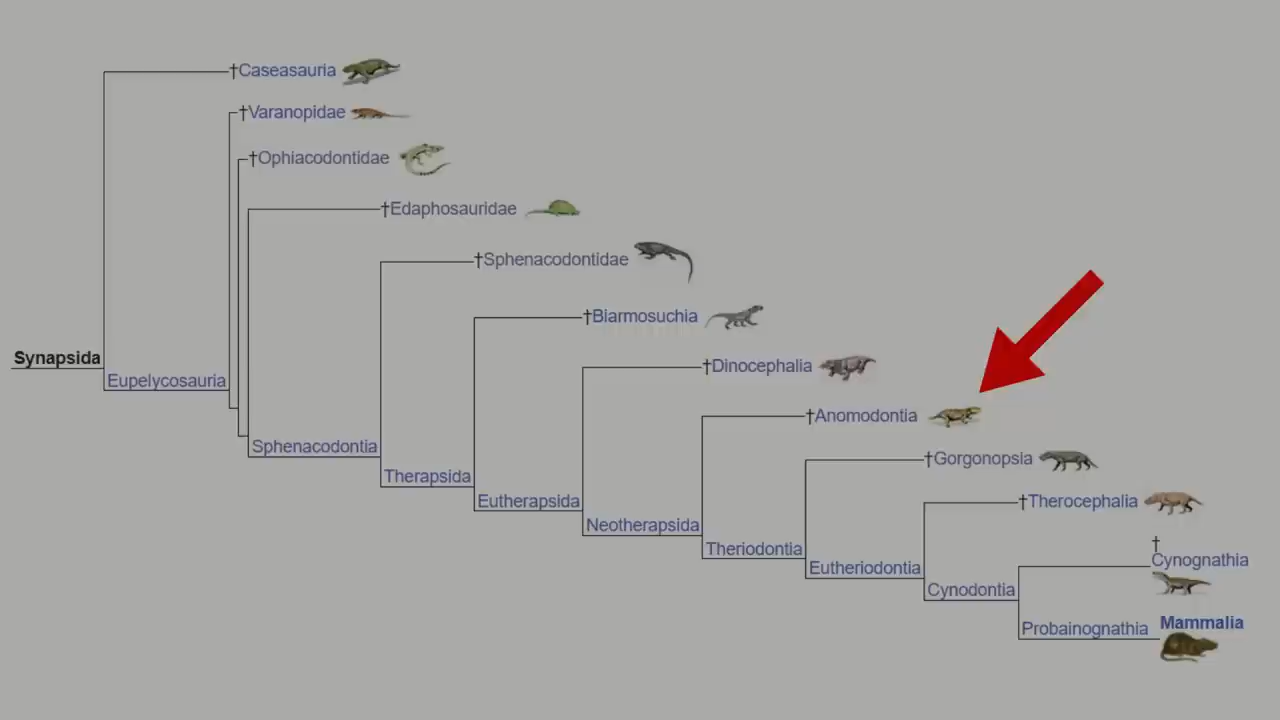 †Caseasauria
†Varanopidae
†Ophiacodontidae
†Edaphosauridae
†Sphenacodontidae
†Biarmosuchia
Synapsida
†Dinocephalia
Eupelycosauria
†Anomodontia
Sphenacodontia
†Gorgonopsia
Therapsida
Eutherapsida
†Therocephalia
Neotherapsida
†
Theriodontia
Cynognathia
Eutheriodontia
Cynodontia
Mammalia
Probainognathia